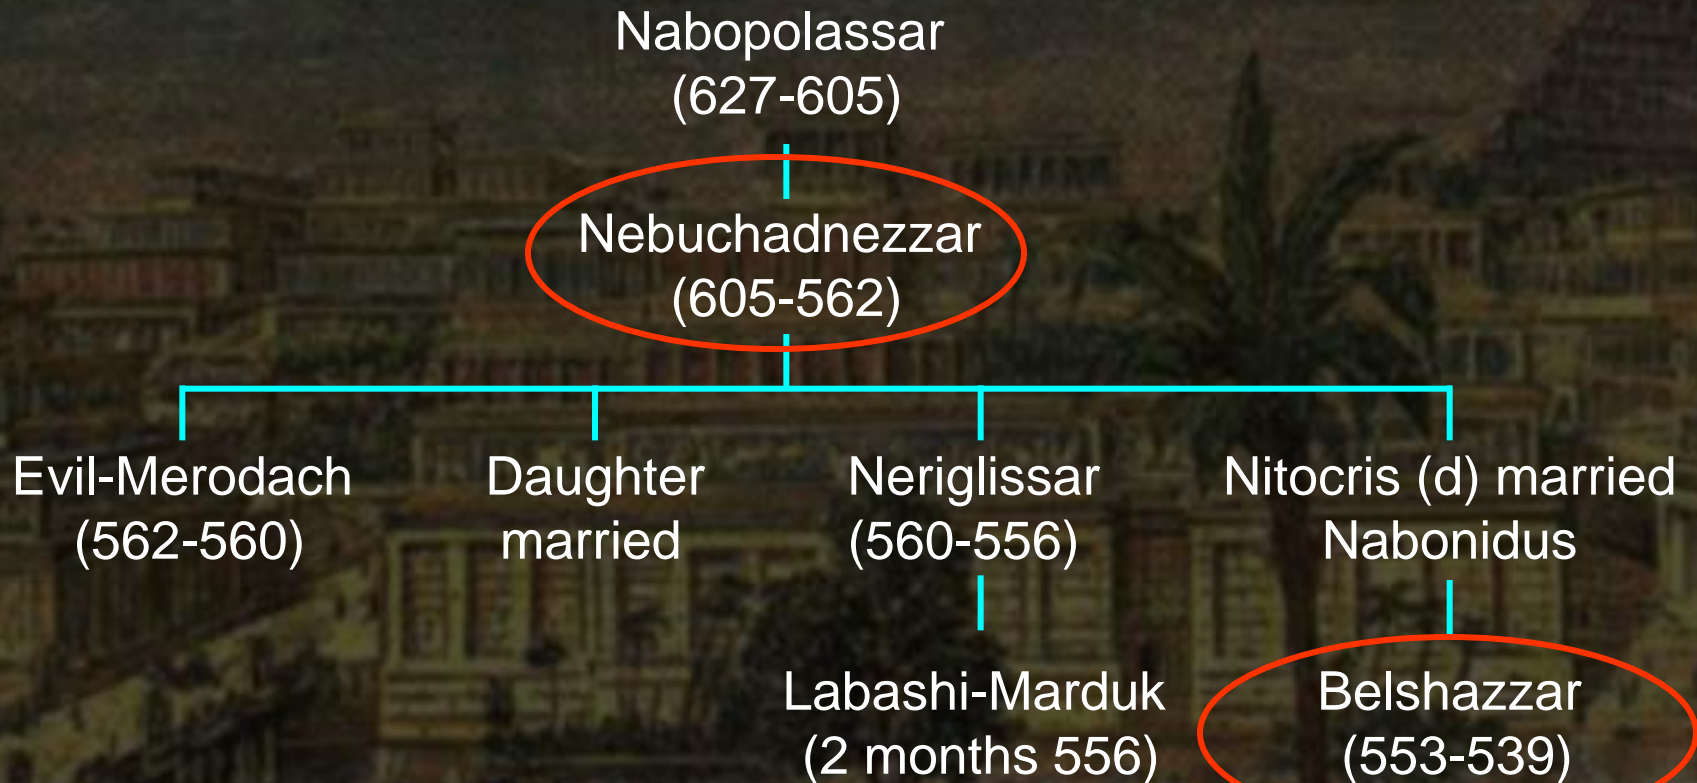 Nabopolassar
(627-605)
Nebuchadnezzar
(605-562)
Evil-Merodach
(562-560)
Daughter
married
Neriglissar
(560-556)
Nitocris (d) married
Nabonidus
Labashi-Marduk
(2 months 556)
Belshazzar
(553-539)